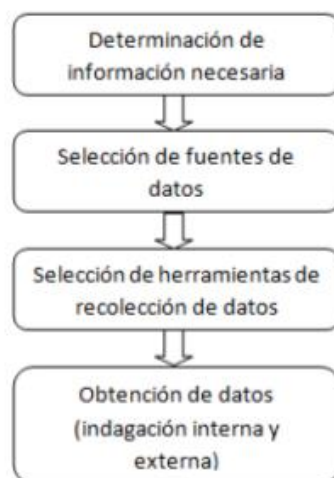 Determinación de
información necesaria
Selección de fuentes de
datos
Selección de herramientas de
recolección de datos
Obtención de datos
(indagación interna y
externa)